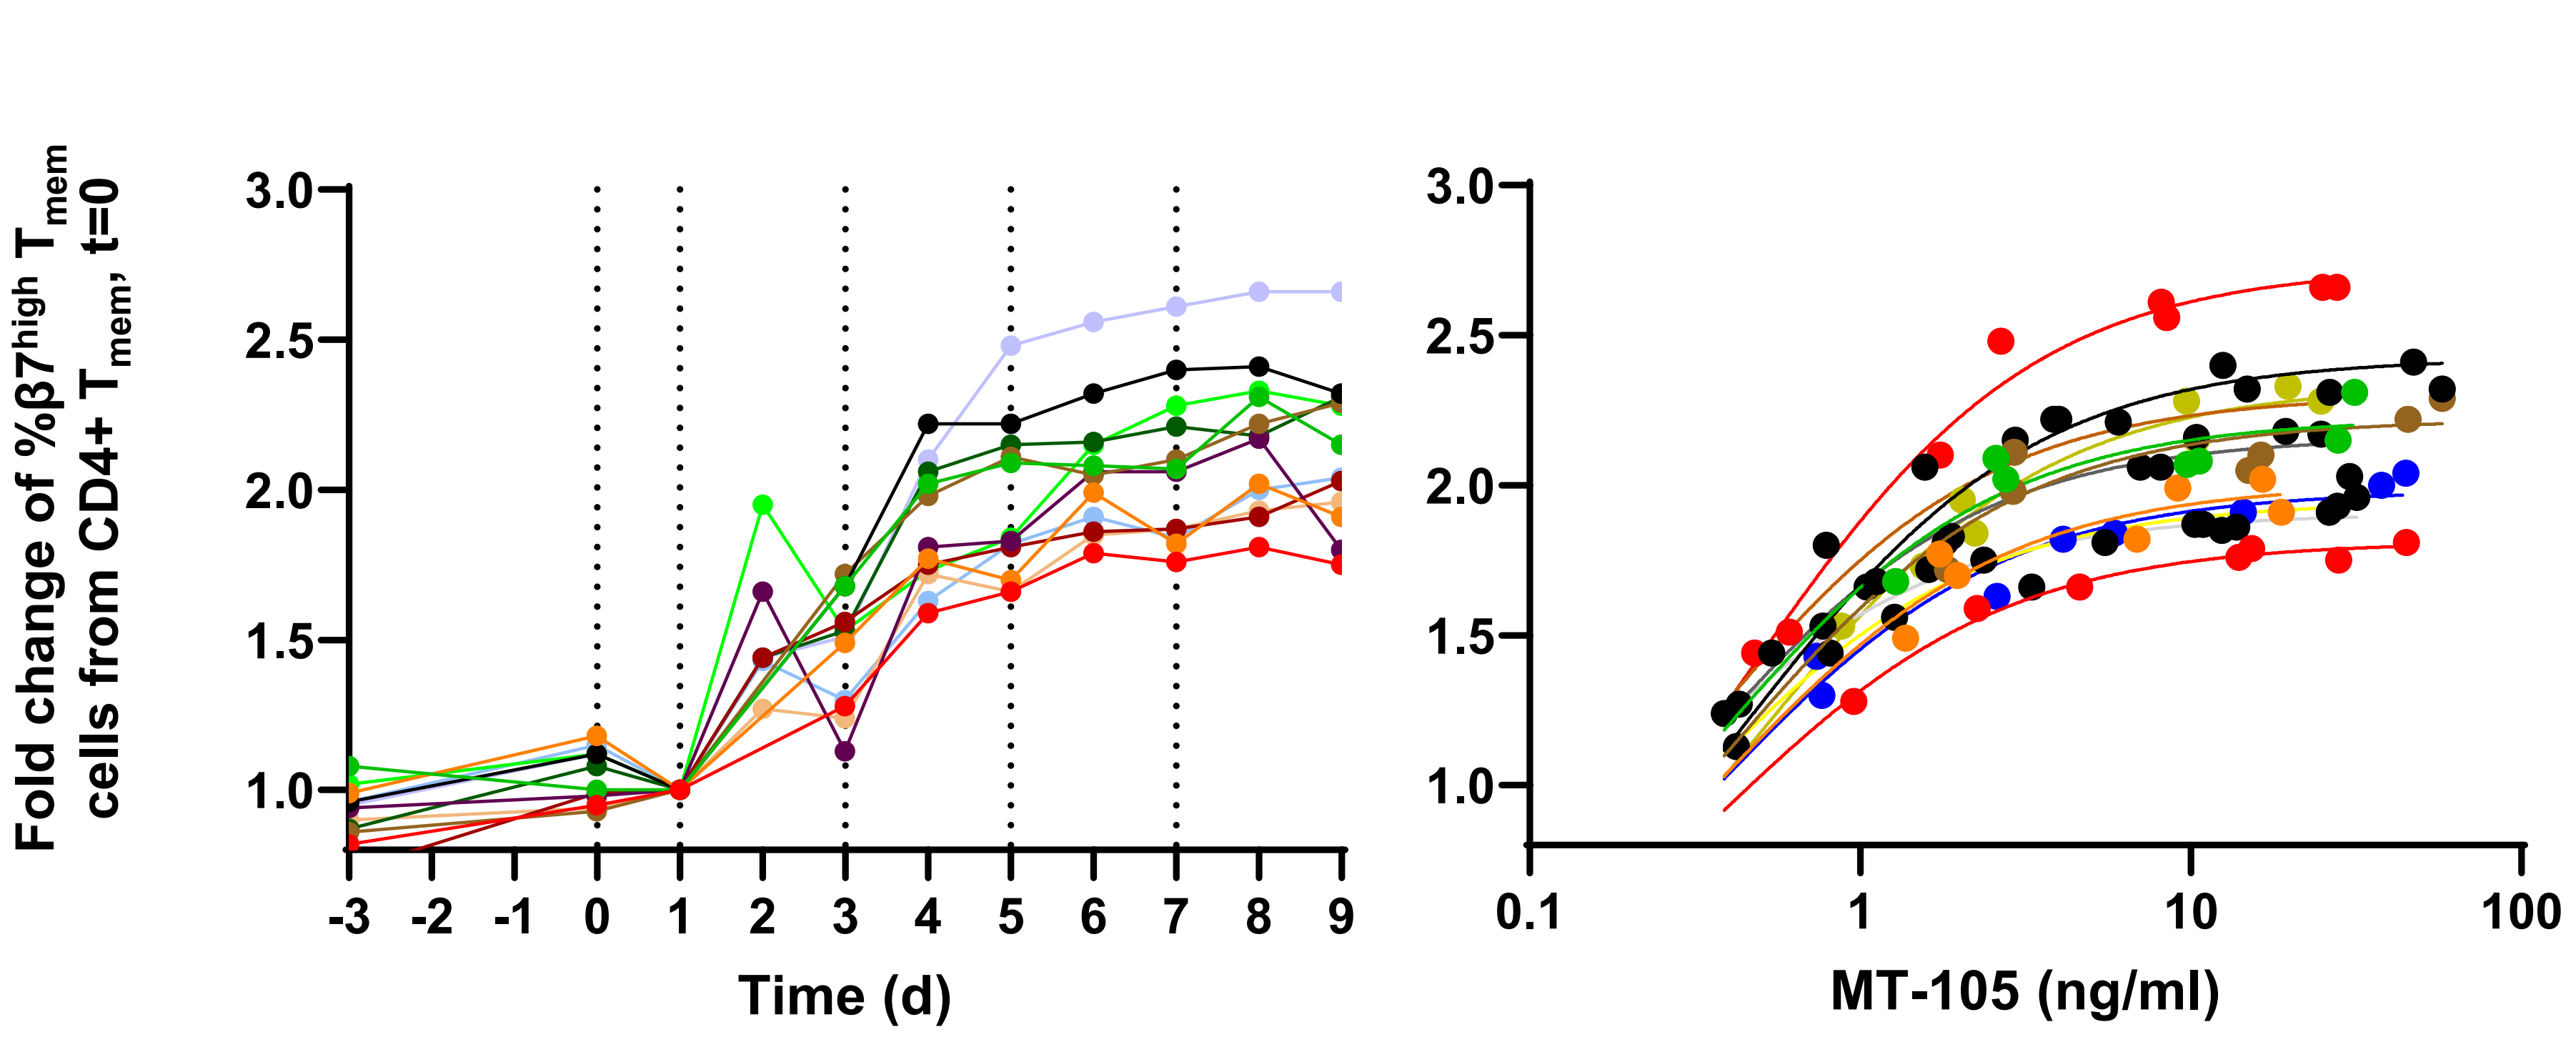 Fold change of %β7high Tmem
cells from CD4+ Tmem, t=0
3.0
2.5
2.0
1.5
1.0
-3 -2 -1 0 1 2 3 4 5 6 7 8 9
Time (d)
3.0
2.5
2.0
1.5
1.0
0.1 1 10 100
MT-105 (ng/ml)